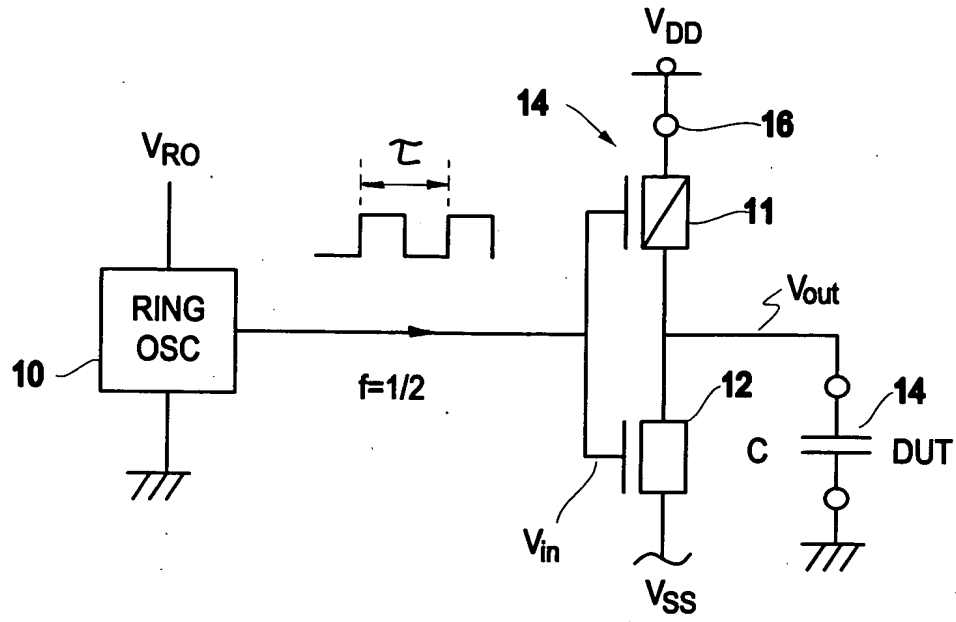 VDD
14
16
VRO
τ
11
RING
OSC
Vout
10
f=1/2
12
14
C
DUT
Vin
VSS